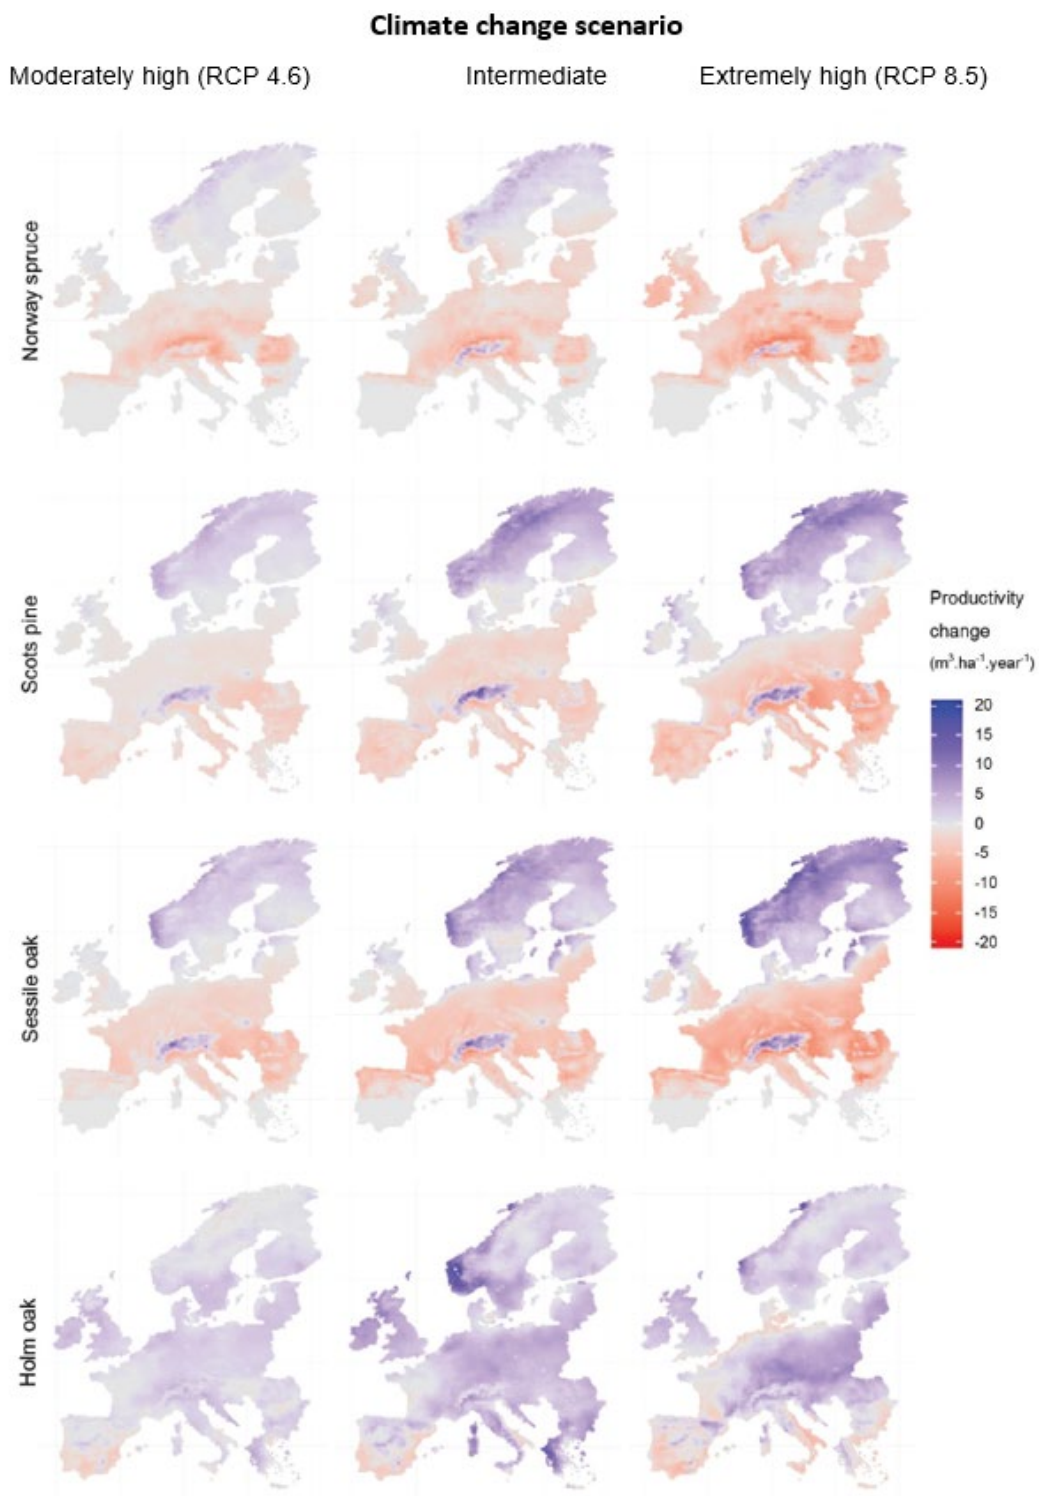 Climate change scenario
Moderately high (RCP 4.6)
Intermediate
Extremely high (RCP 8.5)
Norway spruce
Scots pine
Productivity
change
(m³.ha⁻¹.year⁻¹)
20
15
10
5
0
-5
-10
-15
-20
Sessile oak
Holm oak